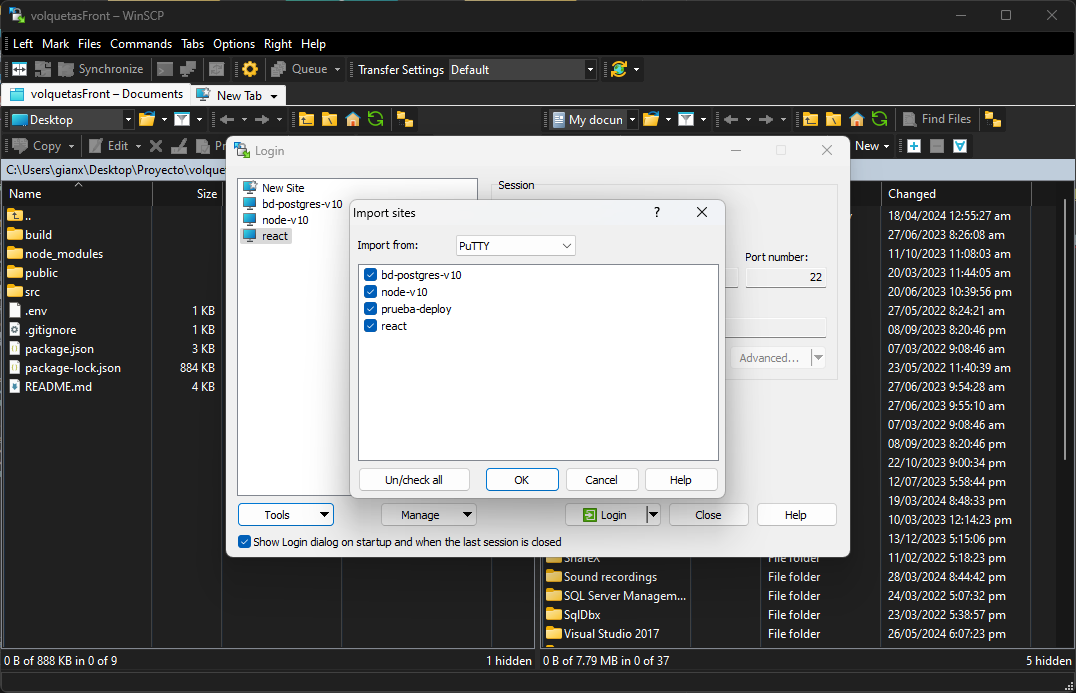 volquetasFront – WinSCP
Left Mark Files Commands Tabs Options Right Help
Synchronize Queue Transfer Settings Default
volquetasFront – Documents New Tab
Desktop My docun Find Files
Copy Edit Pr New
C:\Users\gianx\Desktop\Proyecto\volque
Name Size
..
build
node_modules
public
src
.env 1 KB
.gitignore 1 KB
package.json 3 KB
package-lock.json 884 KB
README.md 4 KB
Login
New Site
bd-postgres-v10
node-v10
react
Session
Port number:
22
Advanced...
Import sites ?
Import from: PuTTY
bd-postgres-v10
node-v10
prueba-deploy
react
Un/check all OK Cancel Help
Tools Manage Login Close Help
Show Login dialog on startup and when the last session is closed
Changed
18/04/2024 12:55:27 am
27/06/2023 8:26:08 am
11/10/2023 11:08:03 am
20/03/2023 11:44:05 am
20/06/2023 10:39:56 pm
27/05/2022 8:24:21 am
08/09/2023 8:20:46 pm
07/03/2022 9:08:46 am
23/05/2022 11:40:39 am
27/06/2023 9:54:28 am
27/06/2023 9:55:10 am
07/03/2022 9:08:46 am
08/09/2023 8:20:46 pm
22/10/2023 9:00:34 pm
12/07/2023 5:58:44 pm
19/03/2024 8:48:33 pm
10/03/2023 12:14:23 pm
13/12/2023 5:15:06 pm
ShareX File folder 11/02/2022 5:18:23 pm
Sound recordings File folder 28/03/2024 8:44:42 pm
SQL Server Managem... File folder 24/03/2022 5:07:32 pm
SqlDbx File folder 23/03/2022 5:38:57 pm
Visual Studio 2017 File folder 26/05/2024 6:07:23 pm
0 B of 888 KB in 0 of 9 1 hidden
0 B of 7.79 MB in 0 of 37 5 hidden